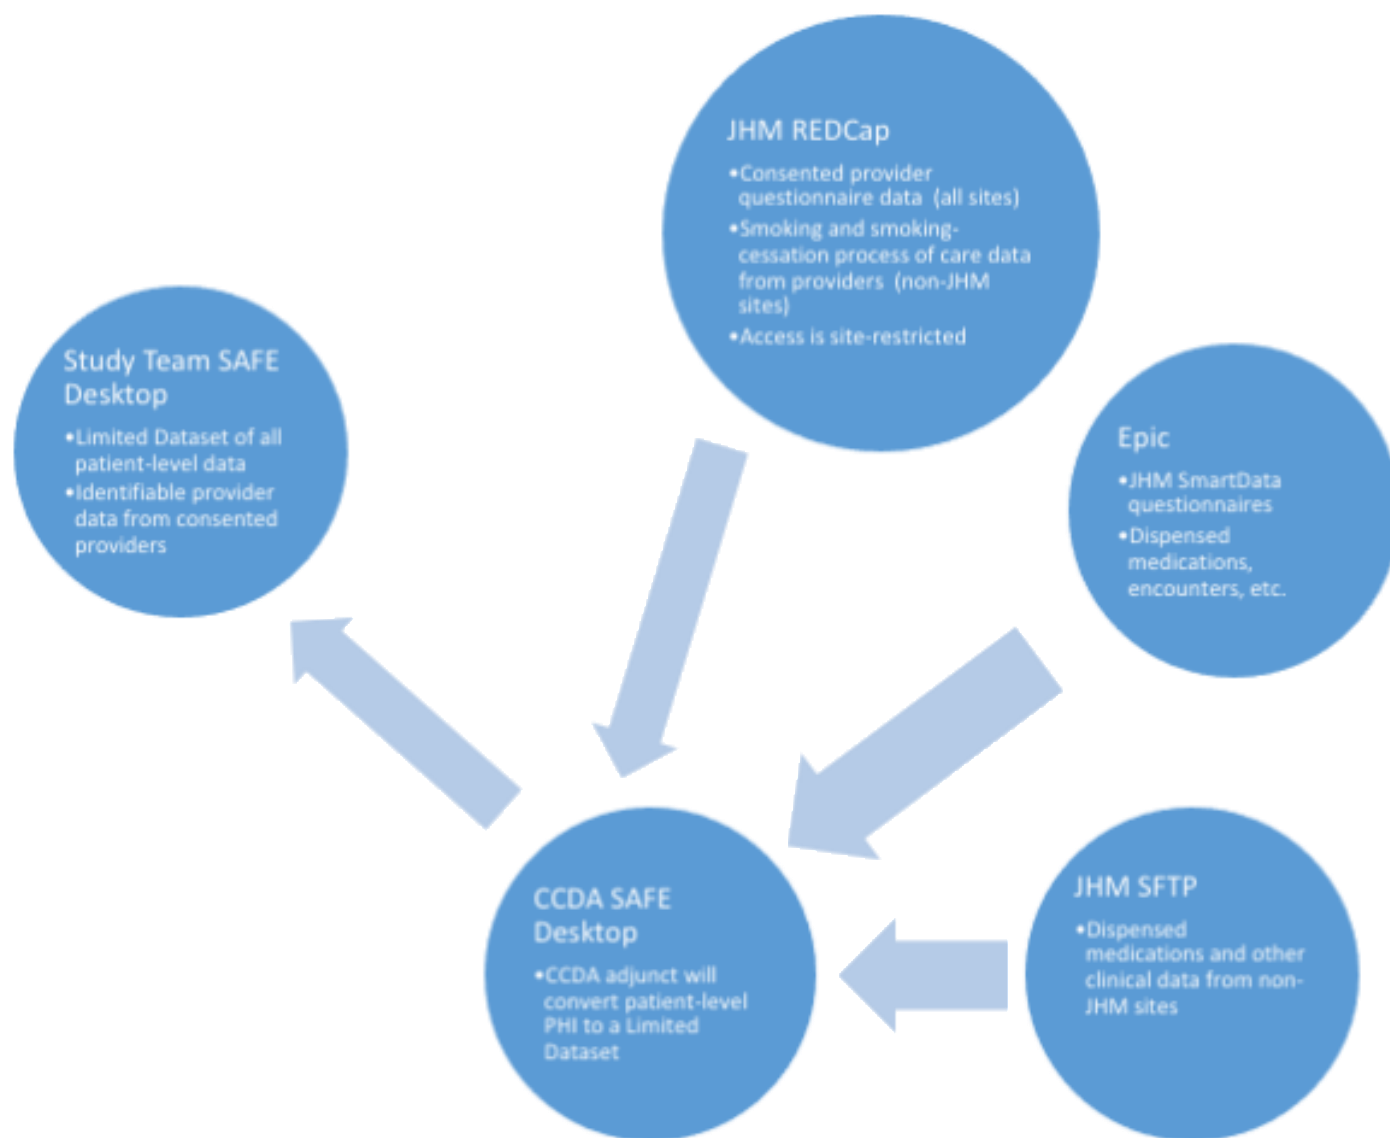 JHM REDCap
•Consented provider
questionnaire data  (all sites)
•Smoking and smoking-
cessation process of care data
from providers  (non-JHM
sites)
•Access is site-restricted
Study Team SAFE
Desktop
•Limited Dataset of all
patient-level data
•Identifiable provider
data from consented
providers
Epic
•JHM SmartData
questionnaires
•Dispensed
medications,
encounters, etc.
CCDA SAFE
Desktop
•CCDA adjunct will
convert patient-level
PHI to a Limited
Dataset
JHM SFTP
•Dispensed
medications and other
clinical data from non-
JHM sites